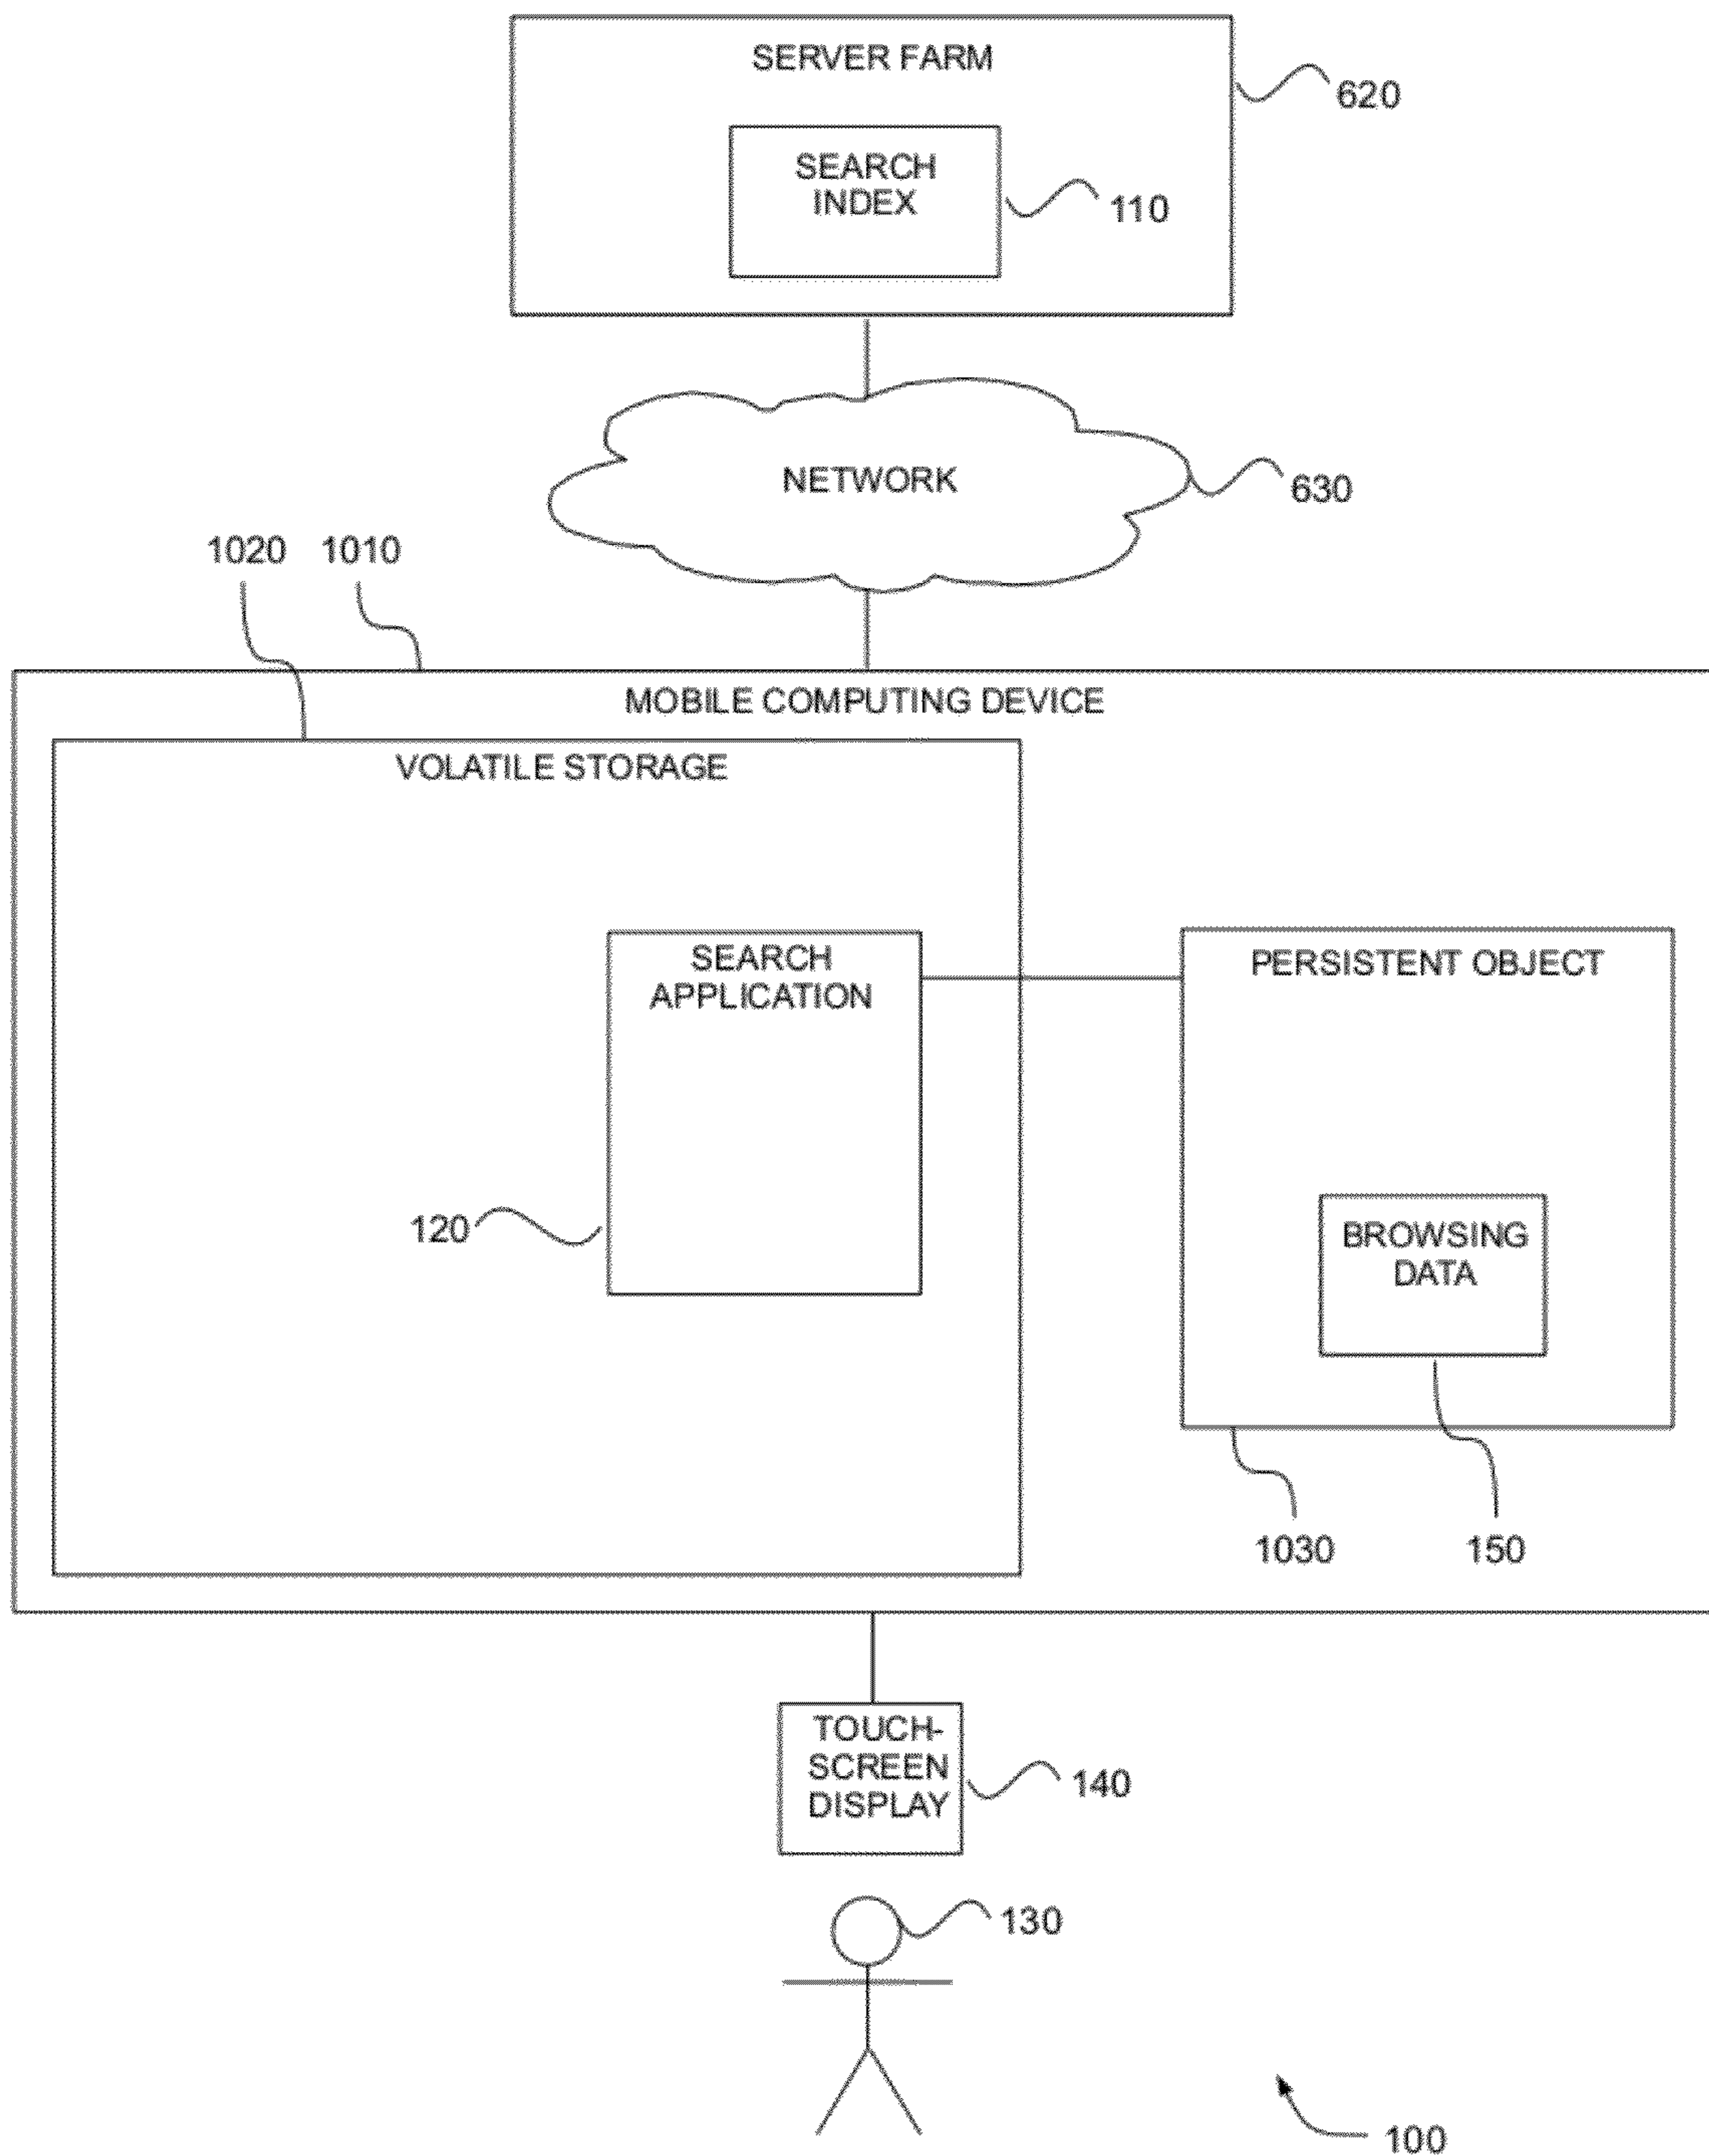 SERVER FARM
620
SEARCH
INDEX
110
NETWORK
630
1020
1010
MOBILE COMPUTING DEVICE
VOLATILE STORAGE
SEARCH
APPLICATION
PERSISTENT OBJECT
120
BROWSING
DATA
1030
150
TOUCH-
SCREEN
DISPLAY
140
130
100